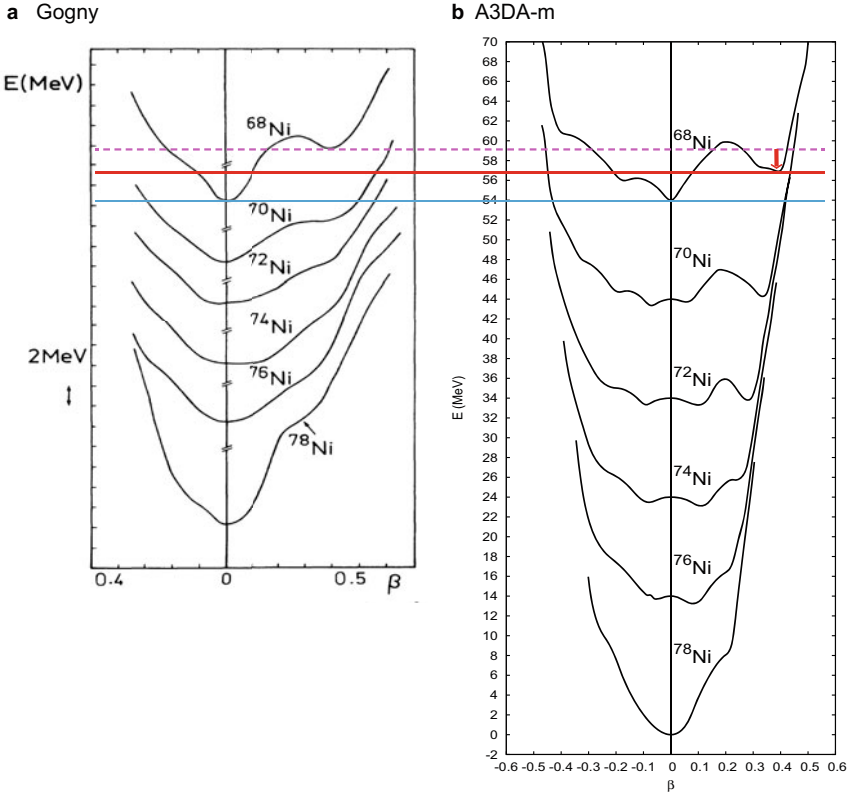 a Gogny
E(MeV)
68Ni
70Ni
72Ni
74Ni
76Ni
78Ni
2MeV
0.4 0 0.5 β
b A3DA-m
70
68
66
64
62
60
58
56
54
52
50
48
46
44
42
40
38
36
34
32
30
28
26
24
22
20
18
16
14
12
10
8
6
4
2
0
-2
E (MeV)
68Ni
70Ni
72Ni
74Ni
76Ni
78Ni
-0.6 -0.5 -0.4 -0.3 -0.2 -0.1 0 0.1 0.2 0.3 0.4 0.5 0.6
β